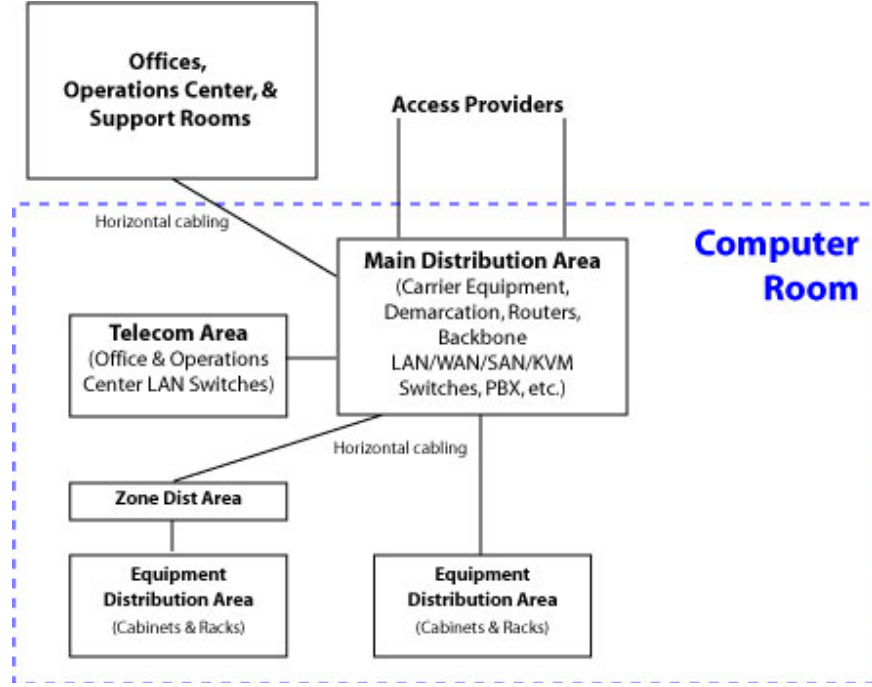 Offices,
Operations Center, &
Support Rooms
Access Providers
Horizontal cabling
Computer
Room
Main Distribution Area
(Carrier Equipment,
Demarcation, Routers,
Backbone
LAN/WAN/SAN/KVM
Switches, PBX, etc.)
Telecom Area
(Office & Operations
Center LAN Switches)
Horizontal cabling
Zone Dist Area
Equipment
Distribution Area
(Cabinets & Racks)
Equipment
Distribution Area
(Cabinets & Racks)